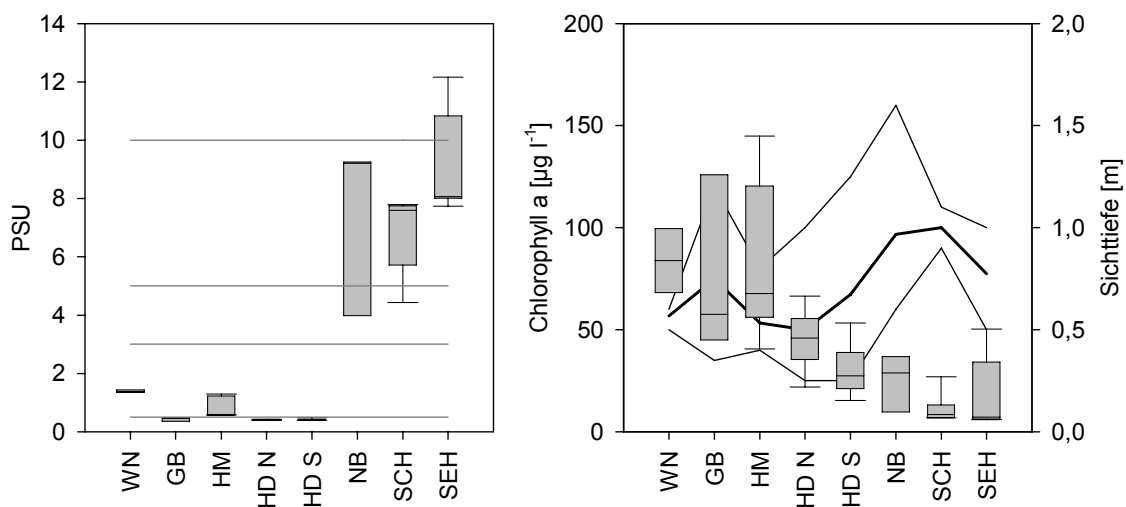 PSU
14
12
10
8
6
4
2
0
WN
GB
HM
HD N
HD S
NB
SCH
SEH
Chlorophyll a [µg l⁻¹]
200
150
100
50
0
WN
GB
HM
HD N
HD S
NB
SCH
SEH
2,0
1,5
1,0
0,5
0,0
Sichttiefe [m]